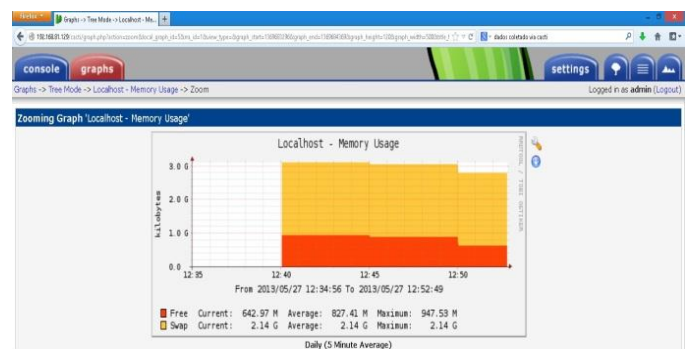 Graphs -> Tree Mode -> Localhost - Me...
console graphs settings
Graphs -> Tree Mode -> Localhost - Memory Usage -> Zoom Logged in as admin (Logout)
Zooming Graph 'Localhost - Memory Usage'
Localhost - Memory Usage
3.0 G
2.0 G
1.0 G
0.0
kilobytes
12:35 12:40 12:45 12:50
From 2013/05/27 12:34:56 To 2013/05/27 12:52:49
Free Current: 642.97 M Average: 827.41 M Maximum: 947.53 M
Swap Current: 2.14 G Average: 2.14 G Maximum: 2.14 G
Daily (5 Minute Average)
RRDTOOL / TOBI OETIKER